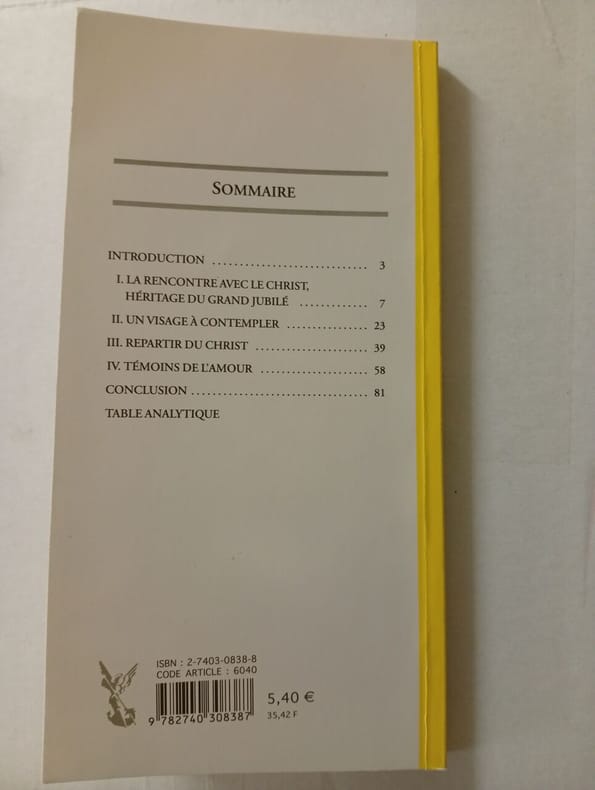 SOMMAIRE
INTRODUCTION ............................ 3
I. LA RENCONTRE AVEC LE CHRIST,
HÉRITAGE DU GRAND JUBILÉ ............ 7
II. UN VISAGE À CONTEMPLER .............. 23
III. REPARTIR DU CHRIST .................... 39
IV. TÉMOINS DE L'AMOUR ................... 58
CONCLUSION ................................ 81
TABLE ANALYTIQUE
ISBN : 2-7403-0838-8
CODE ARTICLE : 6040
9 782740 308387
5,40 €
35,42 F